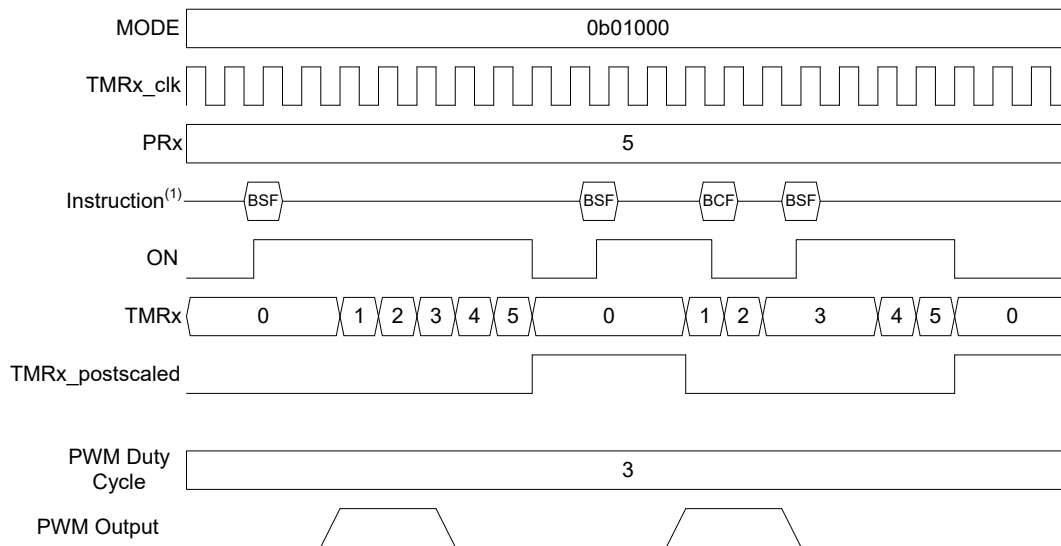 MODE 0b01000
TMRx_clk
PRx 5
Instruction(1) BSF BSF BCF BSF
ON
TMRx 0 1 2 3 4 5 0 1 2 3 4 5 0
TMRx_postscaled
PWM Duty
Cycle 3
PWM Output